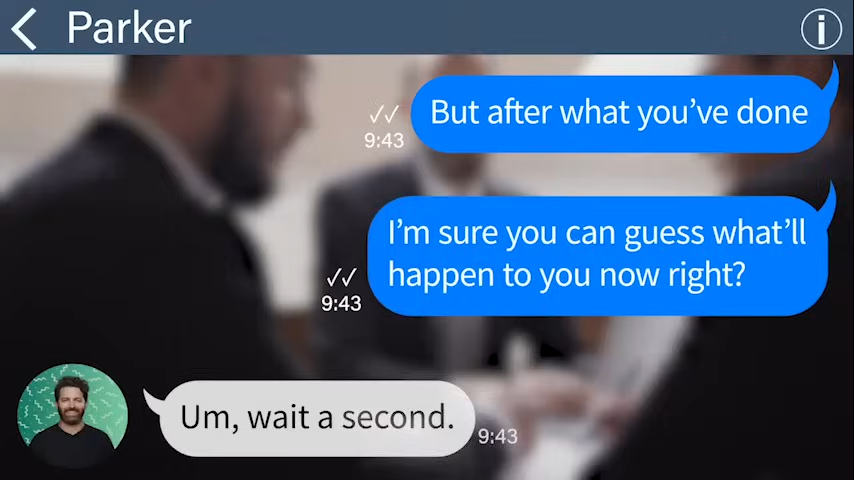 Parker
But after what you’ve done
9:43
I’m sure you can guess what’ll
happen to you now right?
9:43
Um, wait a second.
9:43